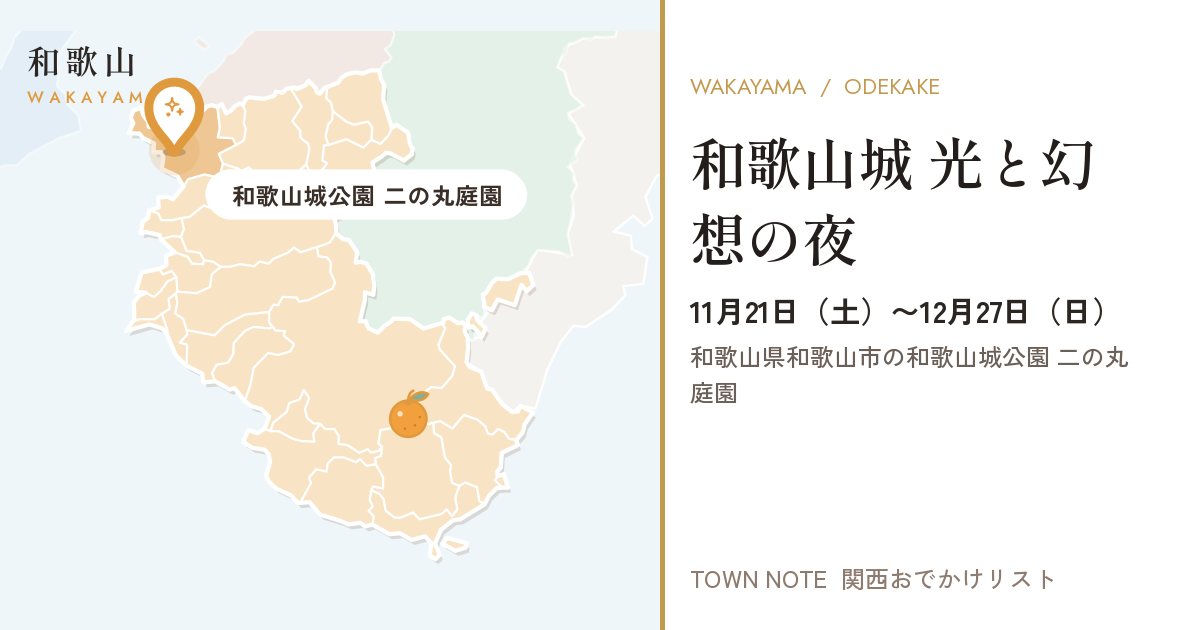 和歌山
WAKAYAM
和歌山城公園 二の丸庭園
WAKAYAMA / ODEKAKE
和歌山城 光と幻
想の夜
11月21日（土）〜12月27日（日）
和歌山県和歌山市の和歌山城公園 二の丸
庭園
TOWN NOTE 関西おでかけリスト